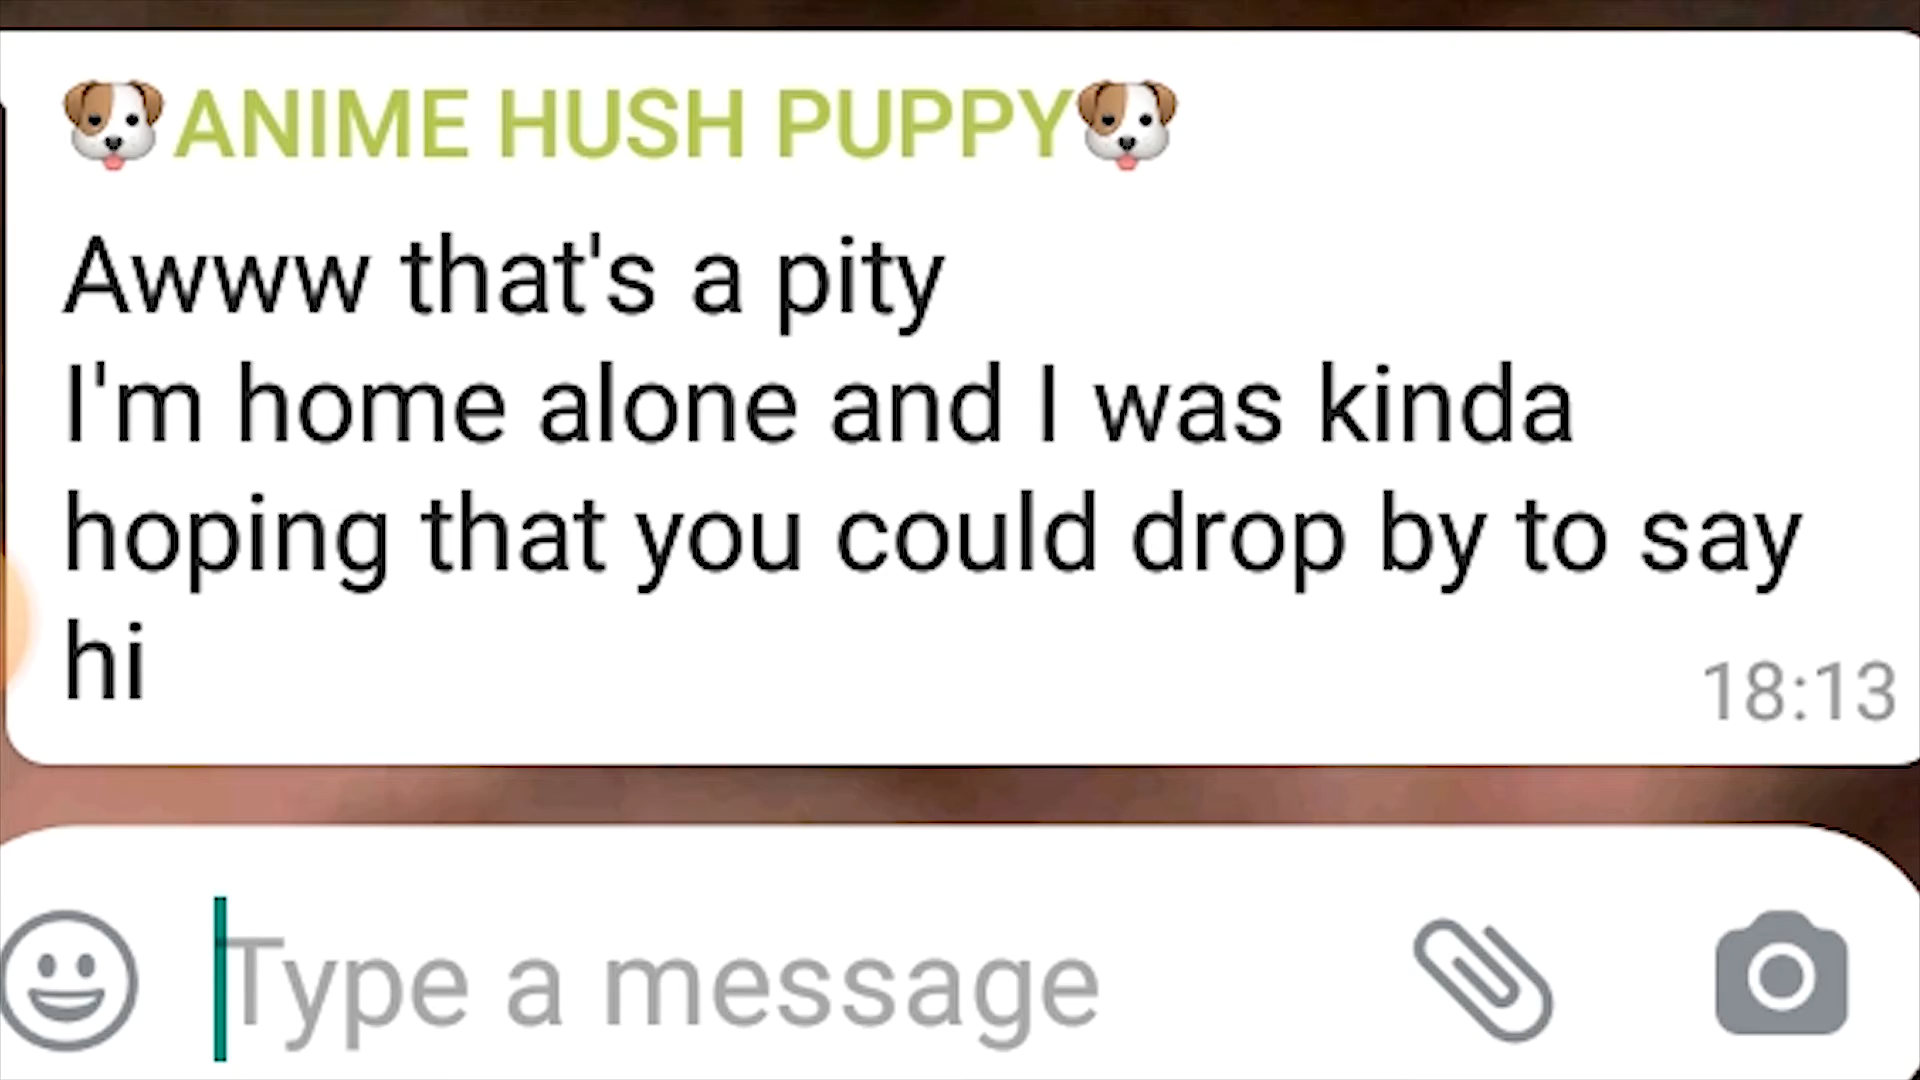 🐶ANIME HUSH PUPPY🐶
Awww that's a pity
I'm home alone and I was kinda
hoping that you could drop by to say
hi
18:13
Type a message